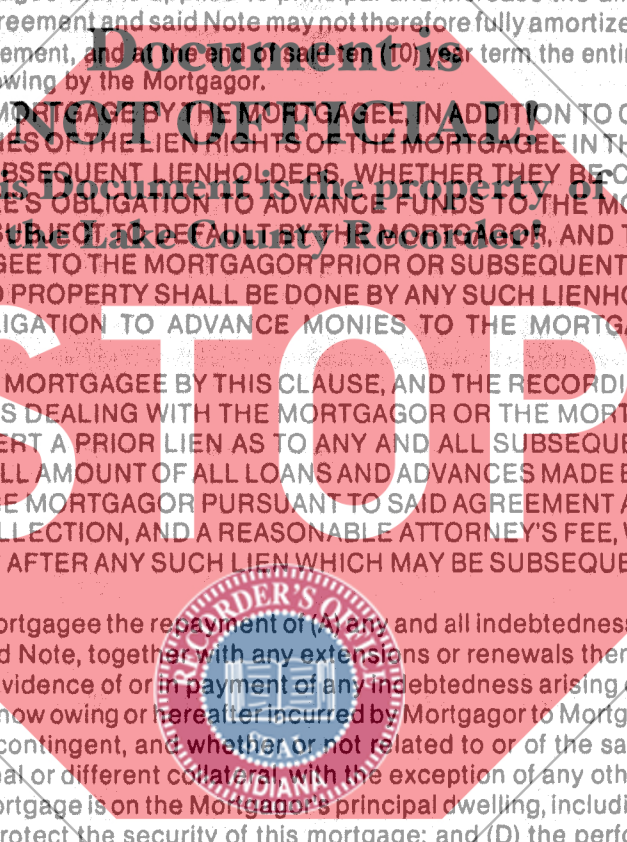 reement and said Note may not therefore fully amortize
Document is
ement, and at the end of said ten (10) year term the entir
wing by the Mortgagor.
NOT OFFICIAL!
MORTGAGE BY THE MORTGAGEE, IN ADDITION TO
ES OF THE LIEN RIGHTS OF THE MORTGAGEE IN TH
BSEQUENT LIENHOLDERS, WHETHER THEY BEC
is Document is the property of
E'S OBLIGATION TO ADVANCE FUNDS TO THE MO
the Lake County Recorder!
SUBJECT TO DEFAULT BY THE MORTGAGOR, AND
GEE TO THE MORTGAGOR PRIOR OR SUBSEQUENT
PROPERTY SHALL BE DONE BY ANY SUCH LIENHO
IGATION TO ADVANCE MONIES TO THE MORTGA
STOP
MORTGAGEE BY THIS CLAUSE, AND THE RECORDI
S DEALING WITH THE MORTGAGOR OR THE MORT
ERT A PRIOR LIEN AS TO ANY AND ALL SUBSEQUE
LL AMOUNT OF ALL LOANS AND ADVANCES MADE B
E MORTGAGOR PURSUANT TO SAID AGREEMENT A
LLECTION, AND A REASONABLE ATTORNEY'S FEE,
AFTER ANY SUCH LIEN WHICH MAY BE SUBSEQUE
ortgagee the repayment of (A) any and all indebtedness
d Note, together with any extensions or renewals ther
vidence of or in payment of any indebtedness arising
now owing or hereafter incurred by Mortgagor to Mortg
contingent, and whether or not related to or of the sa
al or different collateral, with the exception of any oth
ortgage is on the Mortgagor's principal dwelling, includi
rotect the security of this mortgage; and (D) the perfo
RECORDER'S OFFICE
SEAL
INDIANA